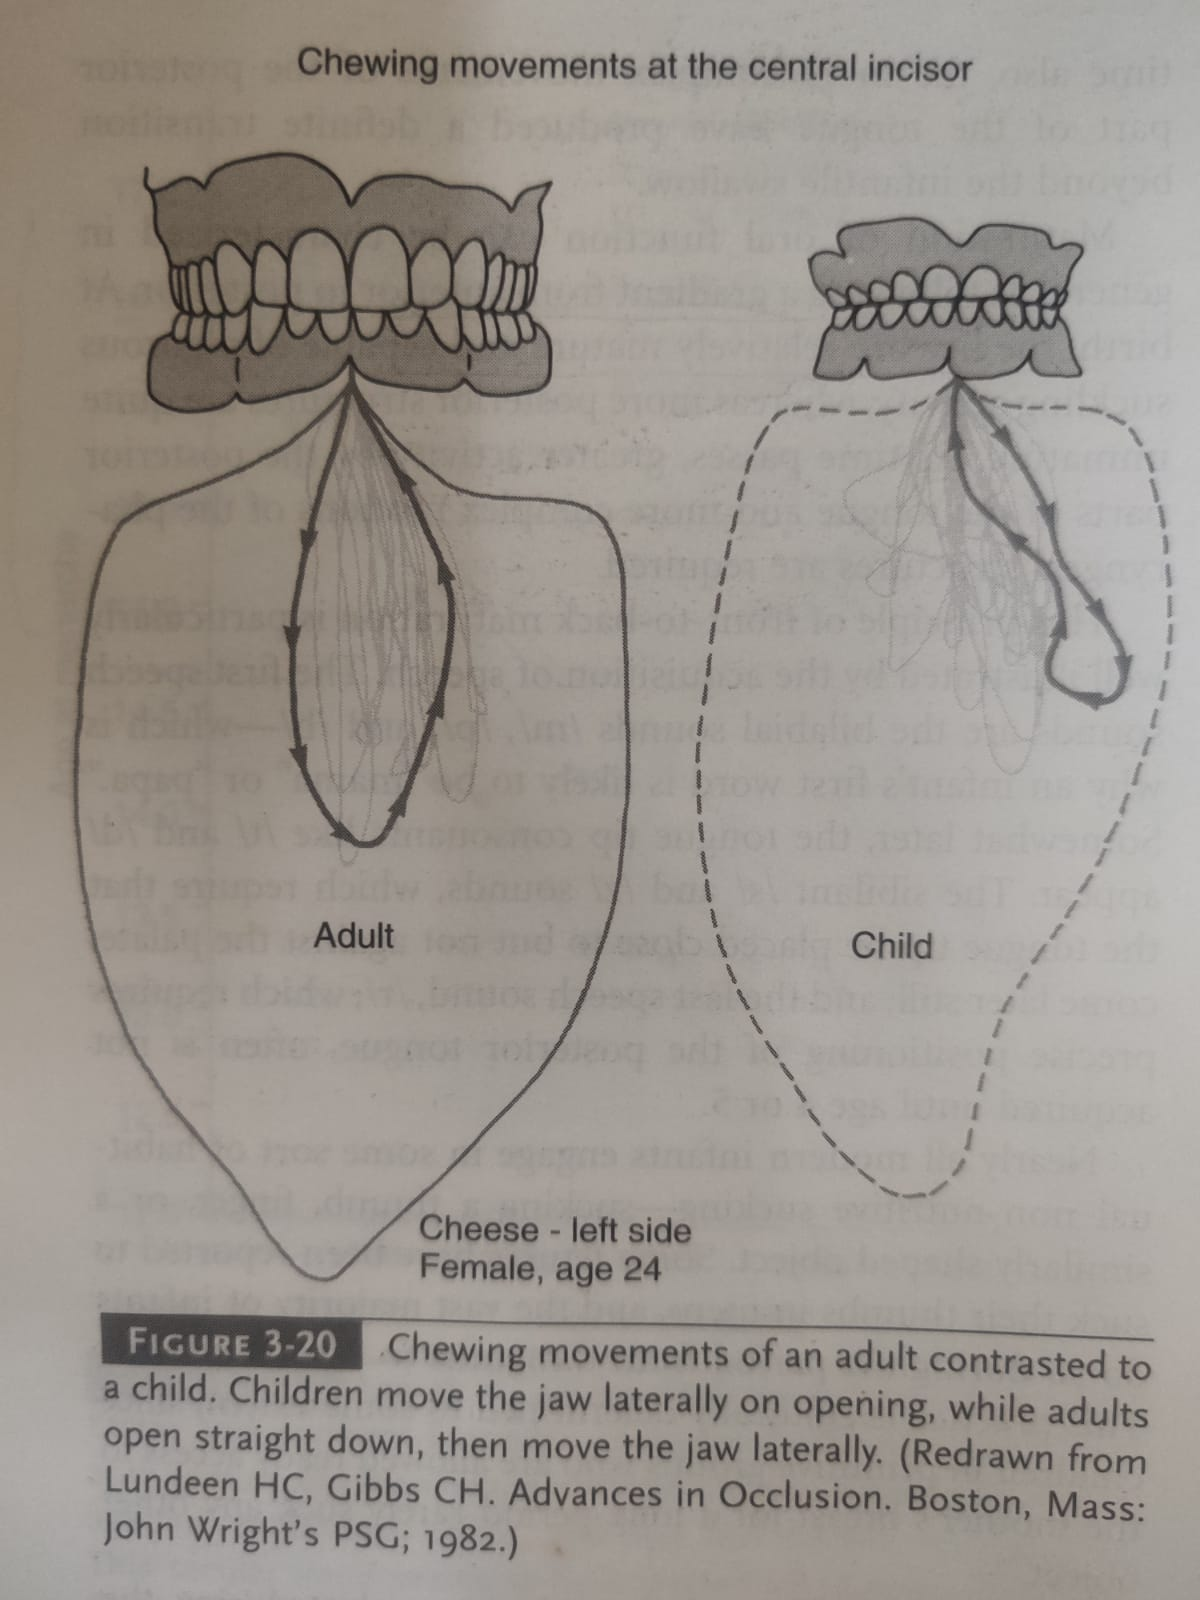 Chewing movements at the central incisor
Adult
Child
Cheese - left side
Female, age 24
FIGURE 3-20 Chewing movements of an adult contrasted to
a child. Children move the jaw laterally on opening, while adults
open straight down, then move the jaw laterally. (Redrawn from
Lundeen HC, Gibbs CH. Advances in Occlusion. Boston, Mass:
John Wright's PSG; 1982.)